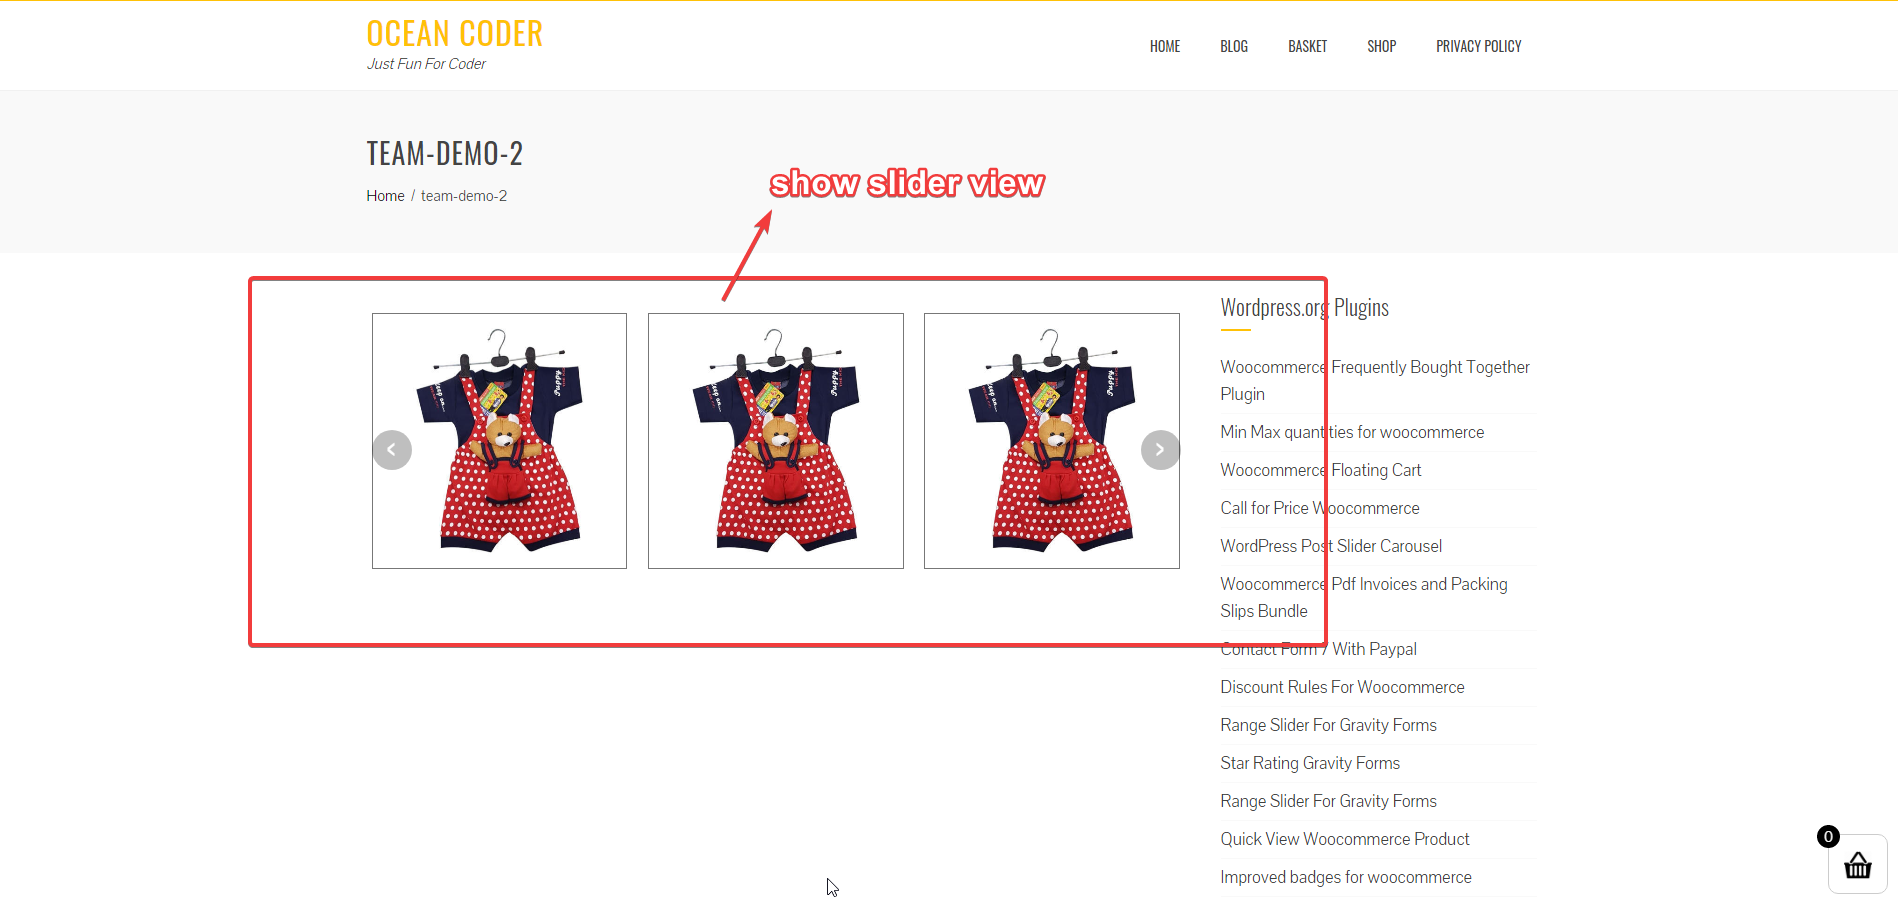 OCEAN CODER
Just Fun For Coder
HOME BLOG BASKET SHOP PRIVACY POLICY
TEAM-DEMO-2
Home / team-demo-2
show slider view
Wordpress.org Plugins
Woocommerce Frequently Bought Together
Plugin
Min Max quantities for woocommerce
Woocommerce Floating Cart
Call for Price Woocommerce
WordPress Post Slider Carousel
Woocommerce Pdf Invoices and Packing
Slips Bundle
Contact Form 7 With Paypal
Discount Rules For Woocommerce
Range Slider For Gravity Forms
Star Rating Gravity Forms
Range Slider For Gravity Forms
Quick View Woocommerce Product
Improved badges for woocommerce
0